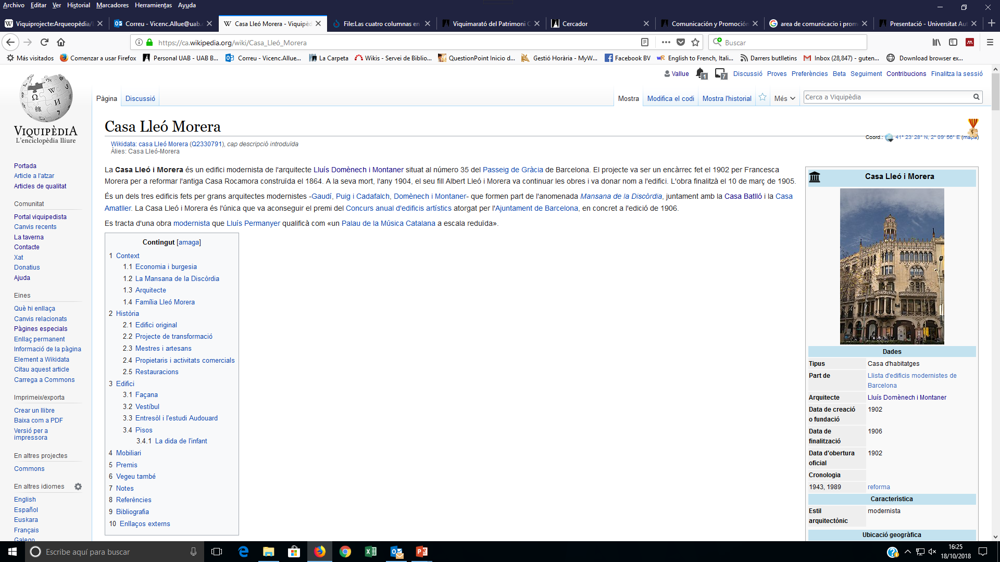 Archivo Editar Ver Historial Marcadores Herramientas Ayuda
Viquiprojecte:Arqueopèdia/
Correu - Vicenc.Allue@uab.
Casa Lleó Morera - Viquipèd
File:Las cuatro columnas en
Viquimarató del Patrimoni C
Cercador
Comunicación y Promoción
area de comunicacio i prom
Presentació - Universitat Aut
https://ca.wikipedia.org/wiki/Casa_Lleó_Morera
Buscar
Más visitados Comenzar a usar Firefox Personal UAB - UAB B... Correu - Vicenc.Allue... La Carpeta Wikis - Servei de Biblio... QuestionPoint Inicio d... Gestió Horària - MyW... Facebook BV English to French, Itali... Darrers butlletins Inbox (28,847) - guten... Download browser ex...
Vallue 1 7 Discussió Proves Preferències Beta Seguiment Contribucions Finalitza la sessió
Pàgina Discussió Mostra Modifica el codi Mostra l'historial Més Cerca a Viquipèdia
VIQUIPÈDIA
L'enciclopèdia lliure
Portada
Article a l'atzar
Articles de qualitat
Comunitat
Portal viquipedista
Canvis recents
La taverna
Contacte
Xat
Donatius
Ajuda
Eines
Què hi enllaça
Canvis relacionats
Pàgines especials
Enllaç permanent
Informació de la pàgina
Element a Wikidata
Citau aquest article
Carrega a Commons
Imprimeix/exporta
Crear un llibre
Baixa com a PDF
Versió per a
impressora
En altres projectes
Commons
En altres idiomes
English
Español
Euskara
Français
Galego
Casa Lleó Morera
Coord.: 41° 23′ 28″ N, 2° 09′ 56″ E (mapa)
Wikidata: casa Lleó Morera (Q2330791), cap descripció introduïda
Àlies: Casa Lleó-Morera
La Casa Lleó i Morera és un edifici modernista de l'arquitecte Lluís Domènech i Montaner situat al número 35 del Passeig de Gràcia de Barcelona. El projecte va ser un encàrrec fet el 1902 per Francesca
Morera per a reformar l'antiga Casa Rocamora construïda el 1864. A la seva mort, l'any 1904, el seu fill Albert Lleó i Morera va continuar les obres i va donar nom a l'edifici. L'obra finalitzà el 10 de març de 1905.
És un dels tres edificis fets per grans arquitectes modernistes -Gaudí, Puig i Cadafalch, Domènech i Montaner- que formen part de l'anomenada Mansana de la Discòrdia, juntament amb la Casa Batlló i la Casa
Amatller. La Casa Lleó i Morera és l'única que va aconseguir el premi del Concurs anual d'edificis artístics atorgat per l'Ajuntament de Barcelona, en concret a l'edició de 1906.
Es tracta d'una obra modernista que Lluís Permanyer qualificà com «un Palau de la Música Catalana a escala reduïda».
Contingut [amaga]
1 Context
1.1 Economia i burgesia
1.2 La Mansana de la Discòrdia
1.3 Arquitecte
1.4 Família Lleó Morera
2 Història
2.1 Edifici original
2.2 Projecte de transformació
2.3 Mestres i artesans
2.4 Propietaris i activitats comercials
2.5 Restauracions
3 Edifici
3.1 Façana
3.2 Vestíbul
3.3 Entresòl i l'estudi Audouard
3.4 Pisos
3.4.1 La dida de l'infant
4 Mobiliari
5 Premis
6 Vegeu també
7 Notes
8 Referències
9 Bibliografia
10 Enllaços externs
Casa Lleó i Morera
Dades
Tipus Casa d'habitatges
Part de Llista d'edificis modernistes de
Barcelona
Arquitecte Lluís Domènech i Montaner
Data de creació 1902
o fundació
Data de 1906
finalització
Data d'obertura 1902
oficial
Cronologia
1943, 1989 reforma
Característica
Estil modernista
arquitectònic
Ubicació geogràfica
Escribe aquí para buscar
16:25
18/10/2018